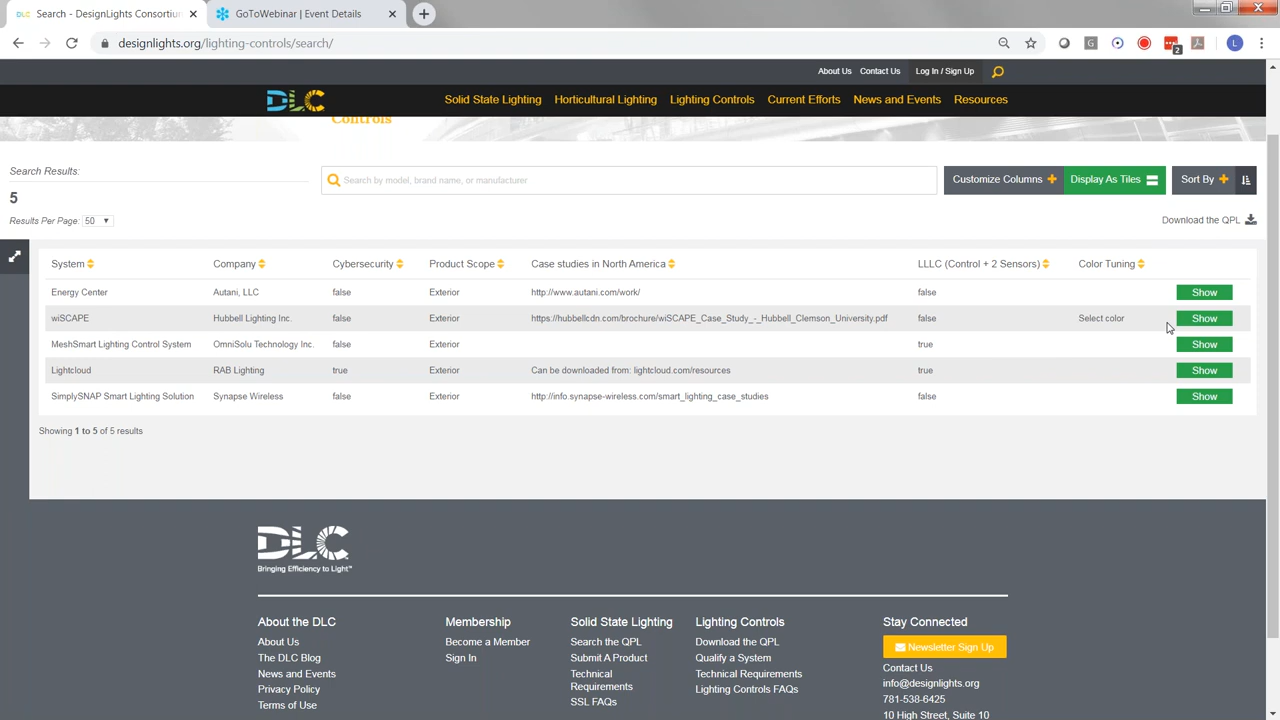 Search - DesignLights Consortium
GoToWebinar | Event Details
designlights.org/lighting-controls/search/
2
L
About Us Contact Us Log In / Sign Up
DLC Solid State Lighting Horticultural Lighting Lighting Controls Current Efforts News and Events Resources
Controls
Search Results:
5
Search by model, brand name, or manufacturer
Customize Columns + Display As Tiles Sort By +
Results Per Page: 50
Download the QPL
System Company Cybersecurity Product Scope Case studies in North America LLLC (Control + 2 Sensors) Color Tuning
Energy Center Autani, LLC false Exterior http://www.autani.com/work/ false Show
wiSCAPE Hubbell Lighting Inc. false Exterior https://hubbellcdn.com/brochure/wiSCAPE_Case_Study_-_Hubbell_Clemson_University.pdf false Select color Show
MeshSmart Lighting Control System OmniSolu Technology Inc. false Exterior true Show
Lightcloud RAB Lighting true Exterior Can be downloaded from: lightcloud.com/resources true Show
SimplySNAP Smart Lighting Solution Synapse Wireless false Exterior http://info.synapse-wireless.com/smart_lighting_case_studies false Show
Showing 1 to 5 of 5 results
DLC
Bringing Efficiency to Light™
About the DLC
About Us
The DLC Blog
News and Events
Privacy Policy
Terms of Use
Membership
Become a Member
Sign In
Solid State Lighting
Search the QPL
Submit A Product
Technical
Requirements
SSL FAQs
Lighting Controls
Download the QPL
Qualify a System
Technical Requirements
Lighting Controls FAQs
Stay Connected
Newsletter Sign Up
Contact Us
info@designlights.org
781-538-6425
10 High Street, Suite 10